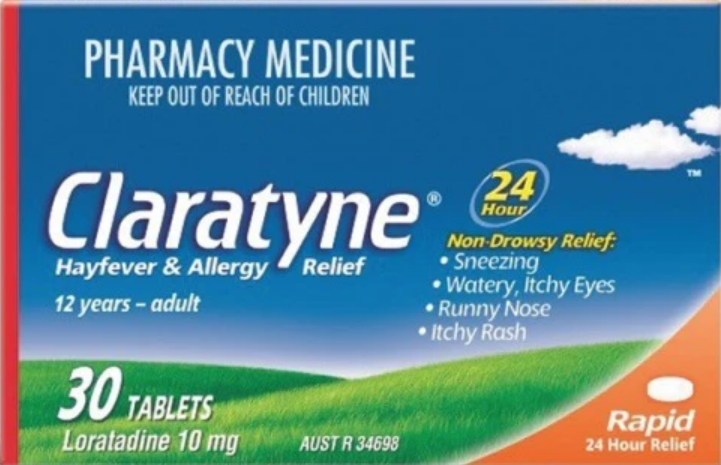 PHARMACY MEDICINE
KEEP OUT OF REACH OF CHILDREN
Claratyne®
Hayfever & Allergy Relief
12 years – adult
24
Hour
Non-Drowsy Relief:
• Sneezing
• Watery, Itchy Eyes
• Runny Nose
• Itchy Rash
TM
30 TABLETS
Loratadine 10 mg
AUST R 34698
Rapid
24 Hour Relief